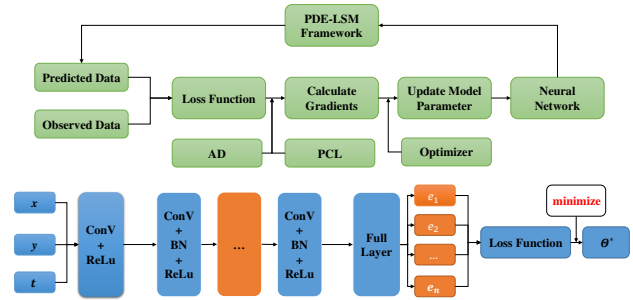 PDE-LSM
Framework
Predicted Data
Observed Data
Loss Function
Calculate
Gradients
Update Model
Parameter
Neural
Network
AD
PCL
Optimizer
x
y
t
ConV
+
ReLu
ConV
+
BN
+
ReLu
...
ConV
+
BN
+
ReLu
Full
Layer
e₁
e₂
...
eₙ
Loss Function
minimize
θ*